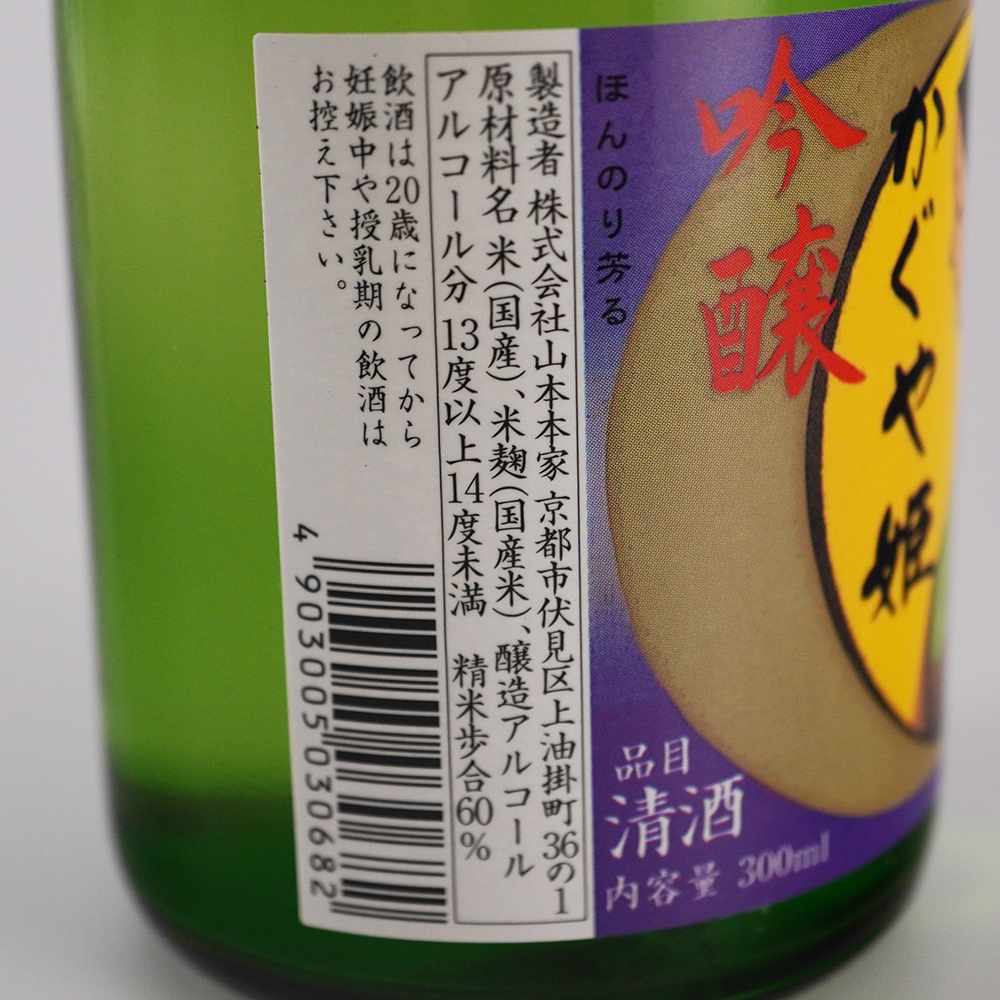 かぐや姫
吟醸
ほんのり芳る
品目
清酒
内容量 300ml
製造者 株式会社山本本家 京都市伏見区上油掛町36の1
原材料名 米(国産)、米麹(国産米)、醸造アルコール
アルコール分 13度以上14度未満 精米歩合60%
飲酒は20歳になってから
妊娠中や授乳期の飲酒は
お控え下さい。
4 903005 030682